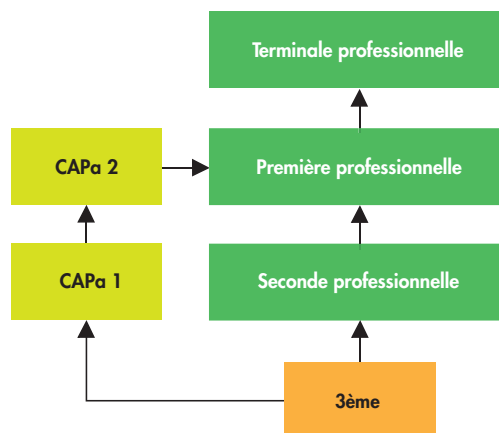 Terminale professionnelle
CAPa 2
Première professionnelle
CAPa 1
Seconde professionnelle
3ème